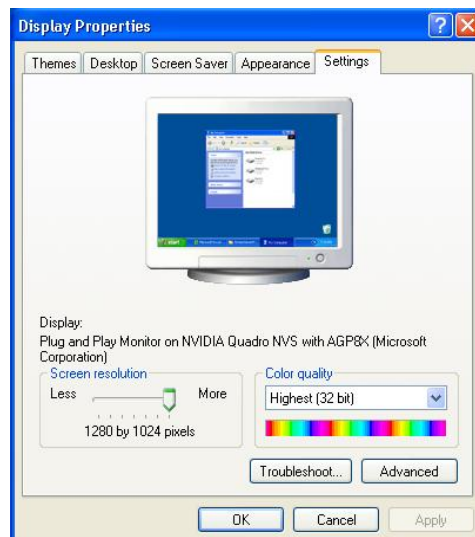 Display Properties
Themes Desktop Screen Saver Appearance Settings
start
Display:
Plug and Play Monitor on NVIDIA Quadro NVS with AGP8X (Microsoft
Corporation)
Screen resolution
Less More
1280 by 1024 pixels
Color quality
Highest (32 bit)
Troubleshoot... Advanced
OK Cancel Apply